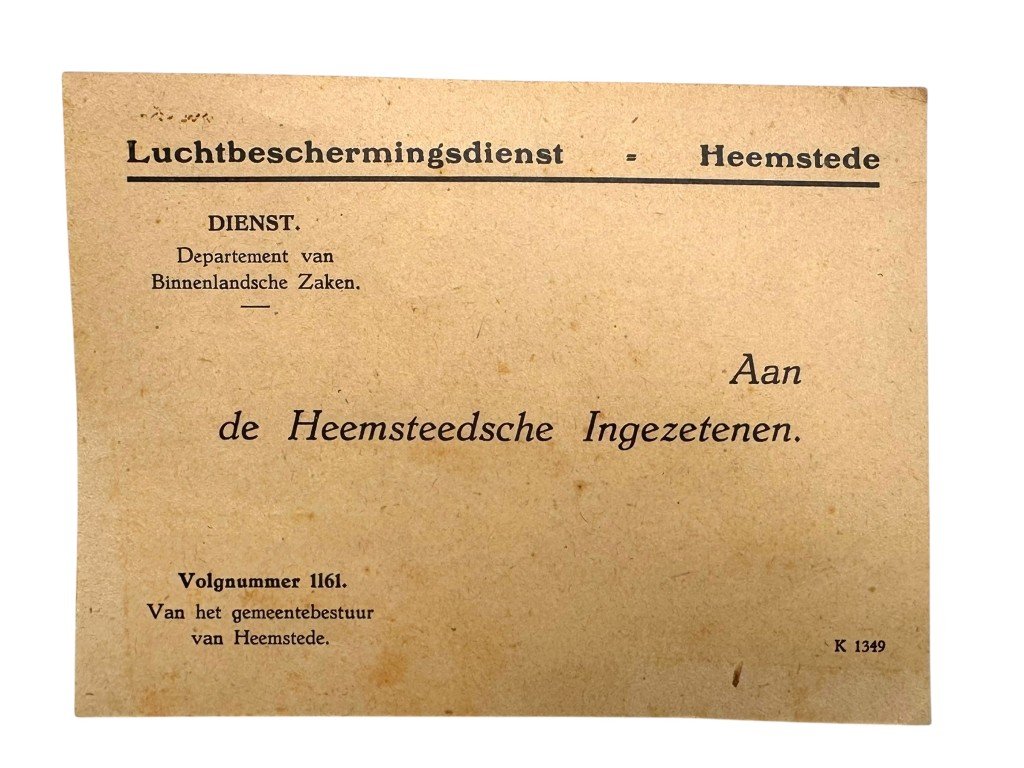 Luchtbeschermingsdienst - Heemstede
DIENST.
Departement van
Binnenlandsche Zaken.
Aan
de Heemsteedsche Ingezetenen.
Volgnummer 1161.
Van het gemeentebestuur
van Heemstede.
K 1349